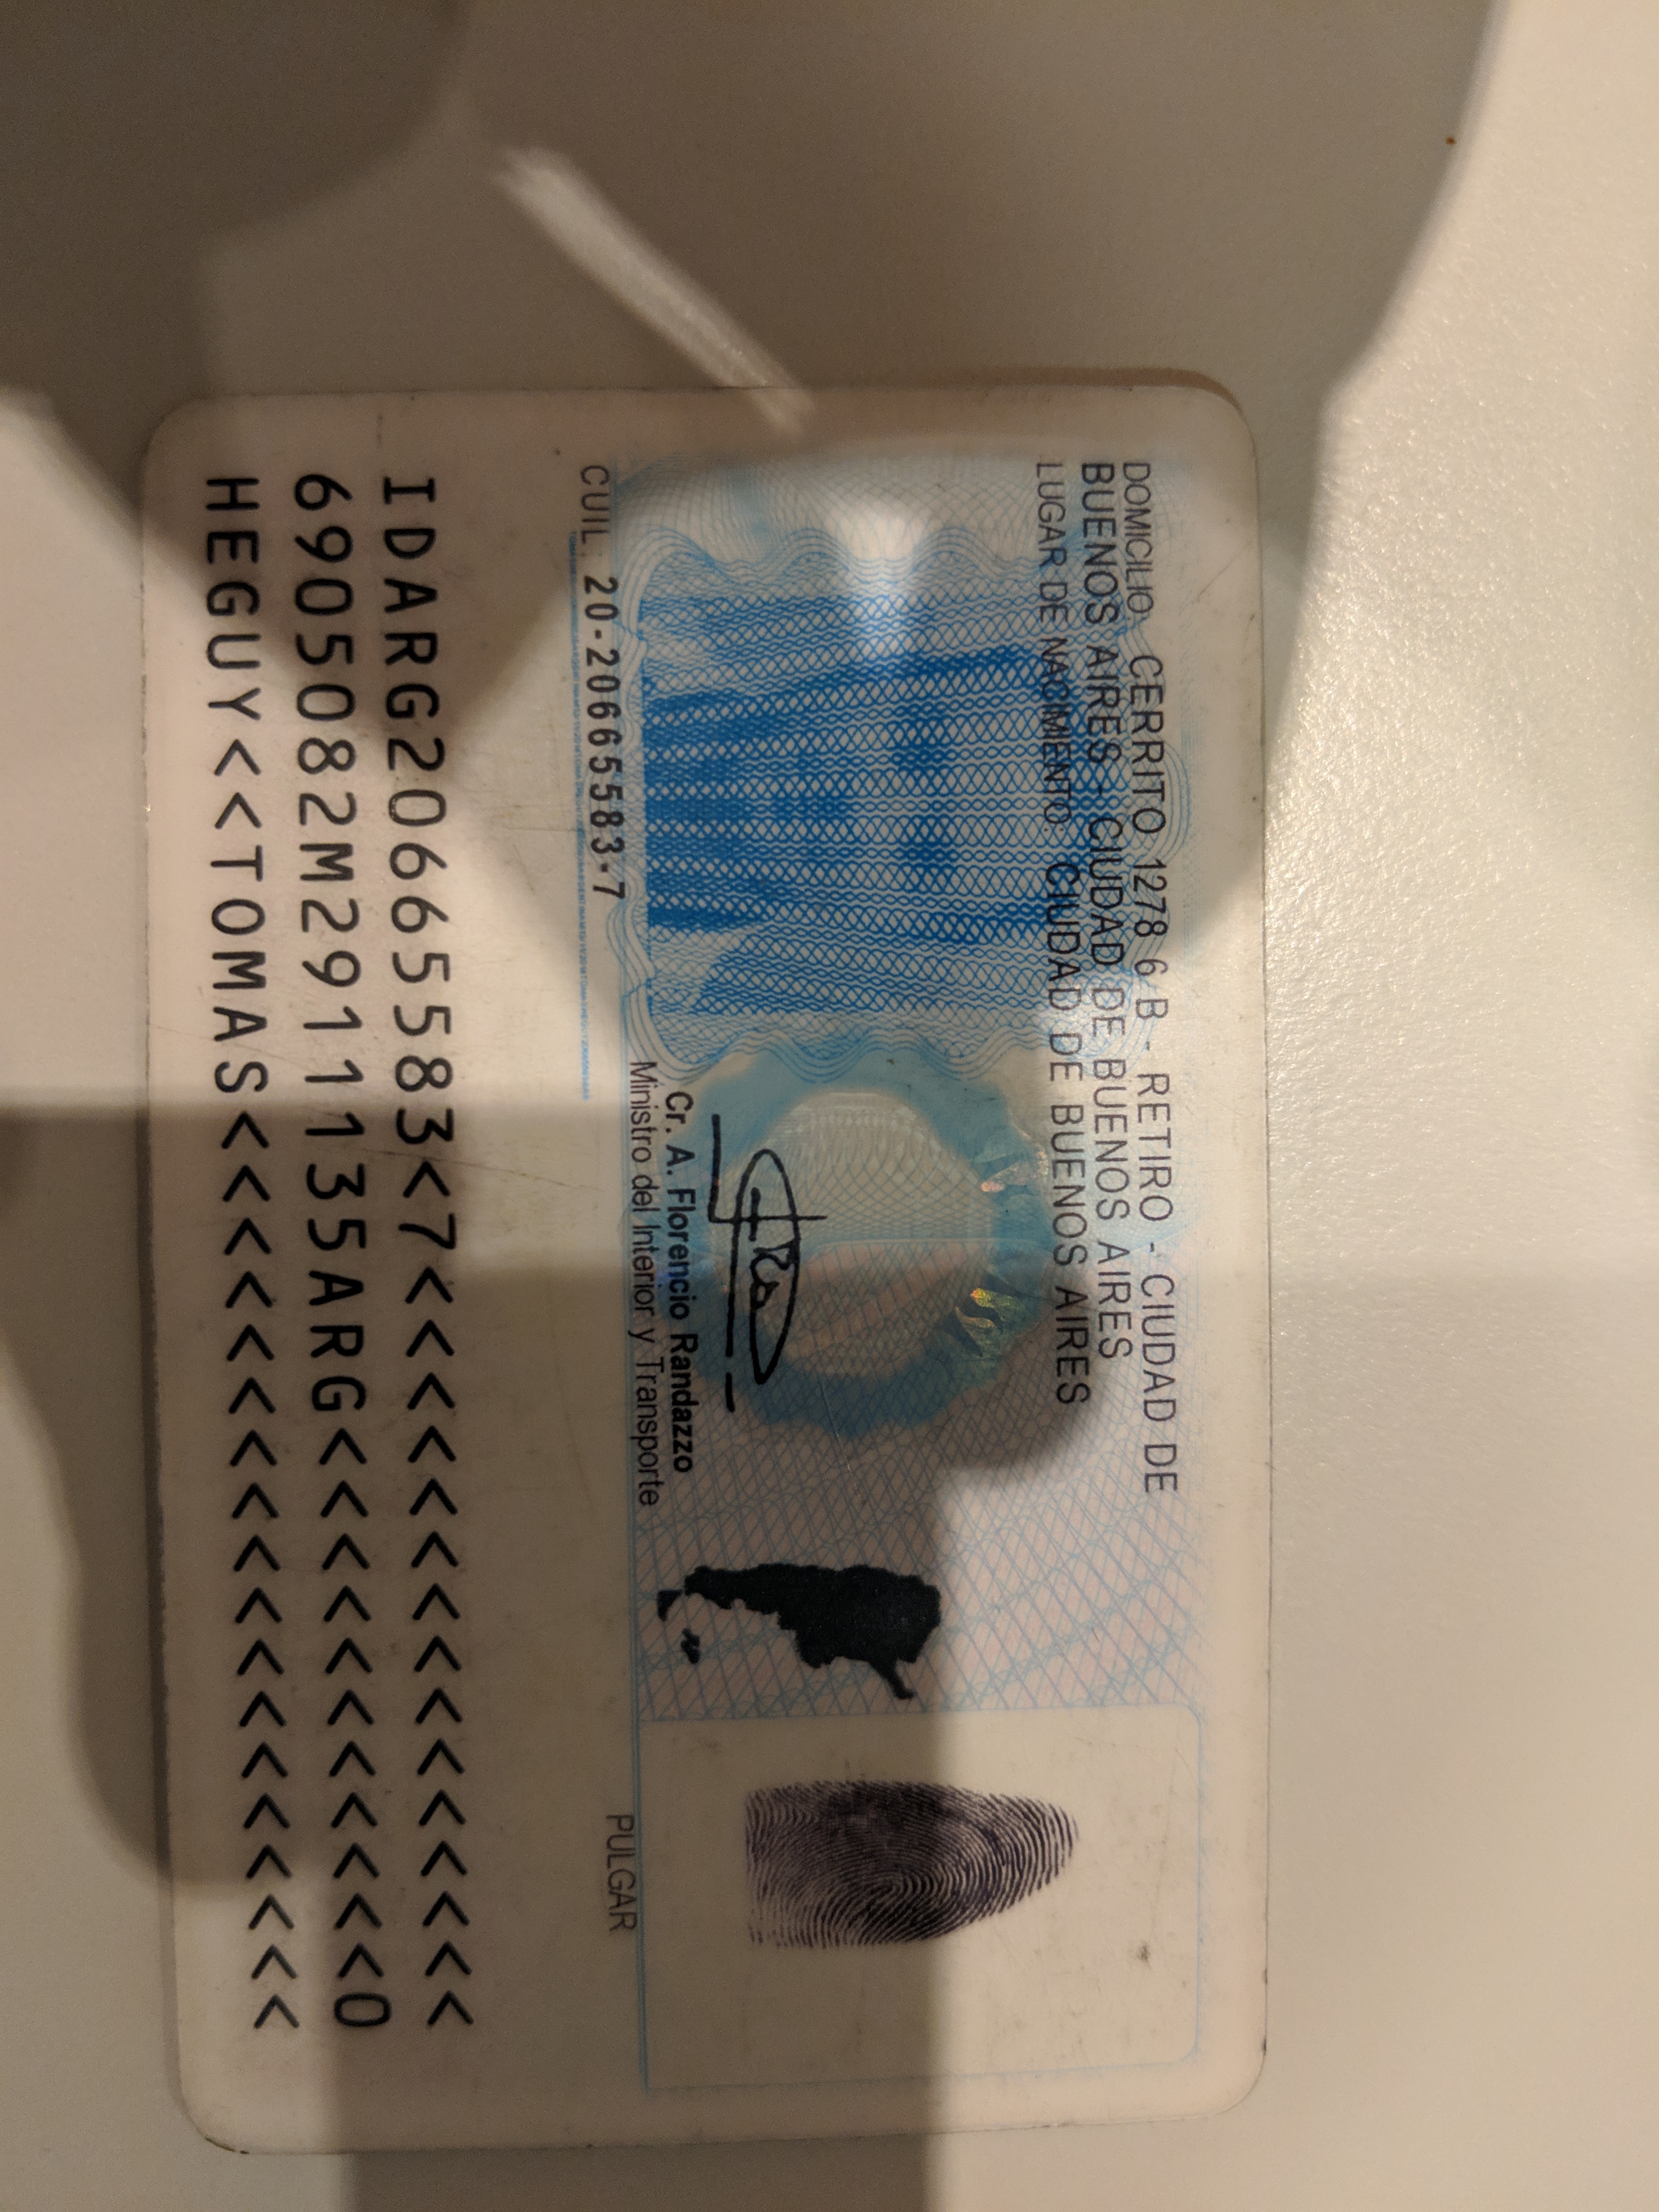 DOMICILIO: CERRITO 1278 6 B - RETIRO - CIUDAD DE
BUENOS AIRES - CIUDAD DE BUENOS AIRES
LUGAR DE NACIMIENTO: CIUDAD DE BUENOS AIRES
Cr. A. Florencio Randazzo
Ministro del Interior y Transporte
CUIL: 20-20665583-7
PULGAR
IDARG20665583<7<<<<<<<<<<<<<<<
6905082M2911135ARG<<<<<<<<<<<0
HEGUY<<TOMAS<<<<<<<<<<<<<<<<<<